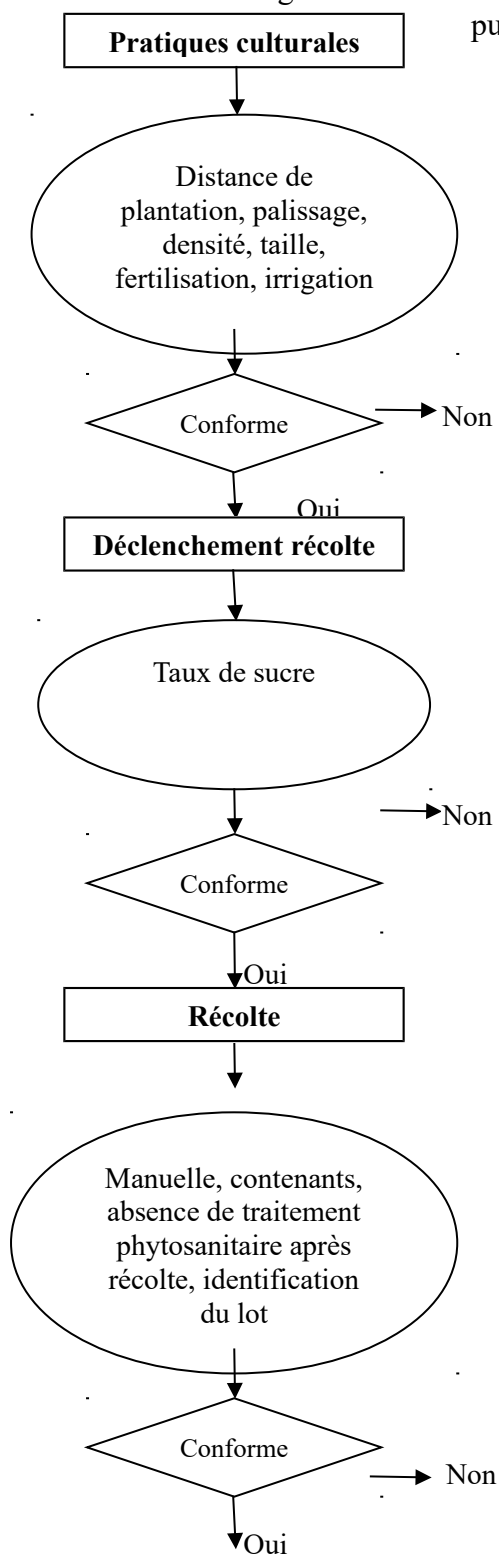 Pratiques culturales
pu
Distance de
plantation, palissage,
densité, taille,
fertilisation, irrigation
Conforme
Non
Oui
Déclenchement récolte
Taux de sucre
Non
Conforme
Oui
Récolte
Manuelle, contenants,
absence de traitement
phytosanitaire après
récolte, identification
du lot
Conforme
Non
Oui